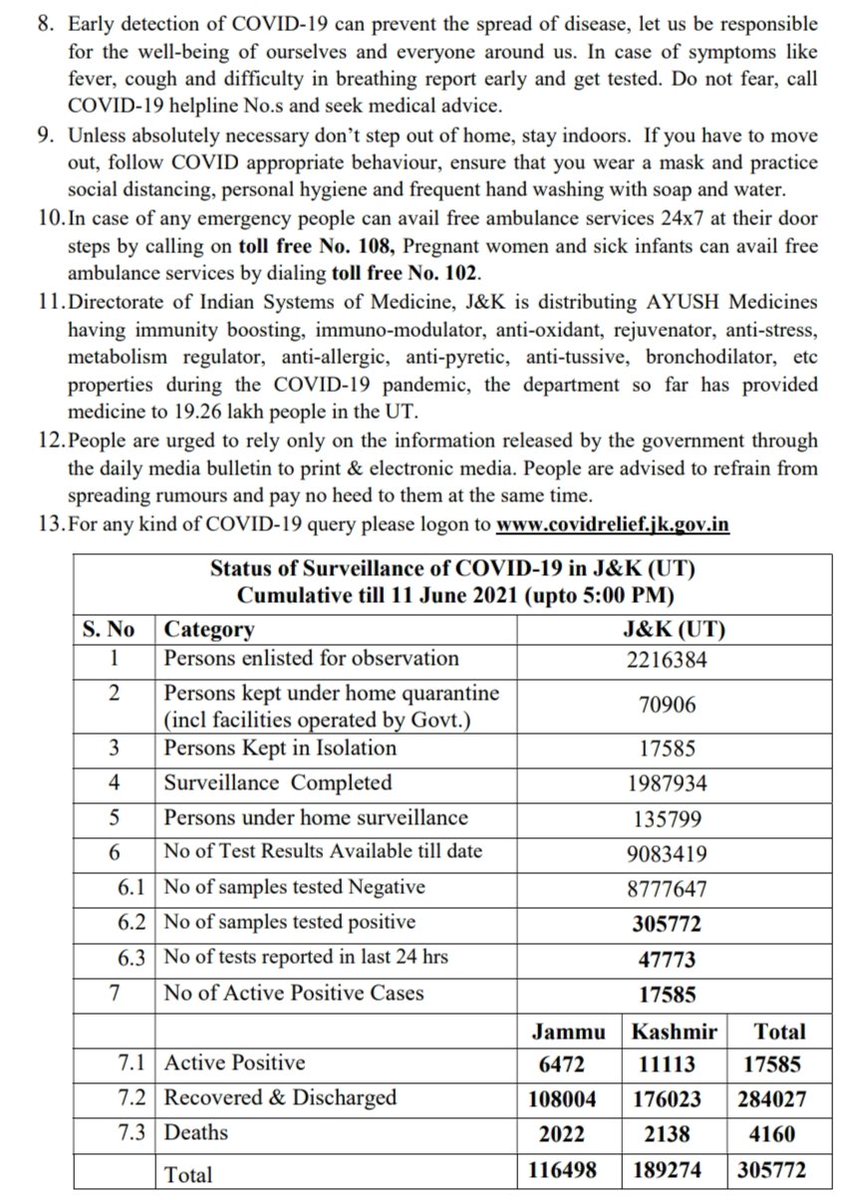 8. Early detection of COVID-19 can prevent the spread of disease, let us be responsible
for the well-being of ourselves and everyone around us. In case of symptoms like
fever, cough and difficulty in breathing report early and get tested. Do not fear, call
COVID-19 helpline No.s and seek medical advice.
9. Unless absolutely necessary don’t step out of home, stay indoors. If you have to move
out, follow COVID appropriate behaviour, ensure that you wear a mask and practice
social distancing, personal hygiene and frequent hand washing with soap and water.
10.In case of any emergency people can avail free ambulance services 24x7 at their door
steps by calling on toll free No. 108, Pregnant women and sick infants can avail free
ambulance services by dialing toll free No. 102.
11.Directorate of Indian Systems of Medicine, J&K is distributing AYUSH Medicines
having immunity boosting, immuno-modulator, anti-oxidant, rejuvenator, anti-stress,
metabolism regulator, anti-allergic, anti-pyretic, anti-tussive, bronchodilator, etc
properties during the COVID-19 pandemic, the department so far has provided
medicine to 19.26 lakh people in the UT.
12.People are urged to rely only on the information released by the government through
the daily media bulletin to print & electronic media. People are advised to refrain from
spreading rumours and pay no heed to them at the same time.
13.For any kind of COVID-19 query please logon to www.covidrelief.jk.gov.in
Status of Surveillance of COVID-19 in J&K (UT)
Cumulative till 11 June 2021 (upto 5:00 PM)
S. No Category J&K (UT)
1 Persons enlisted for observation 2216384
2 Persons kept under home quarantine
(incl facilities operated by Govt.) 70906
3 Persons Kept in Isolation 17585
4 Surveillance Completed 1987934
5 Persons under home surveillance 135799
6 No of Test Results Available till date 9083419
6.1 No of samples tested Negative 8777647
6.2 No of samples tested positive 305772
6.3 No of tests reported in last 24 hrs 47773
7 No of Active Positive Cases 17585
Jammu Kashmir Total
7.1 Active Positive 6472 11113 17585
7.2 Recovered & Discharged 108004 176023 284027
7.3 Deaths 2022 2138 4160
Total 116498 189274 305772